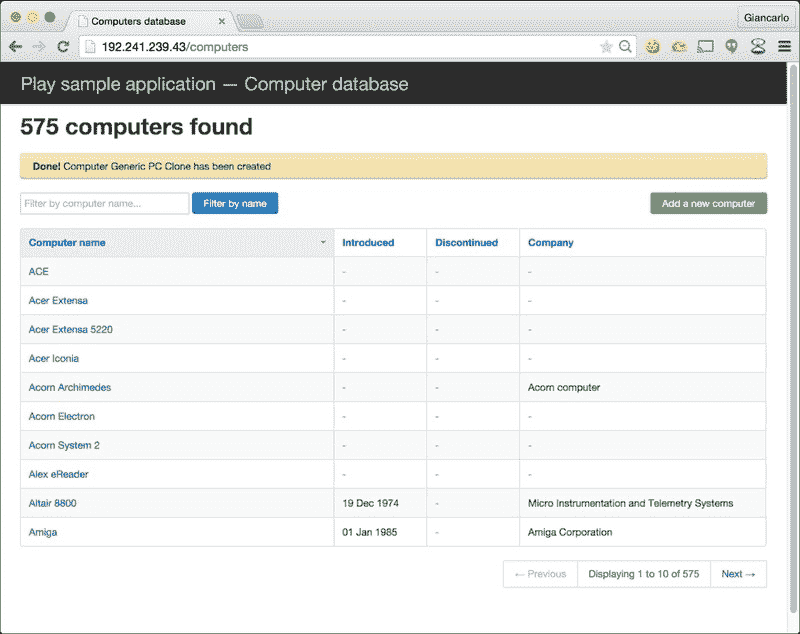 Computers database
Giancarlo
192.241.239.43/computers
Play sample application — Computer database
575 computers found
Done! Computer Generic PC Clone has been created
Filter by computer name... Filter by name Add a new computer
Computer name Introduced Discontinued Company
ACE - - -
Acer Extensa - - -
Acer Extensa 5220 - - -
Acer Iconia - - -
Acorn Archimedes - - Acorn computer
Acorn Electron - - -
Acorn System 2 - - -
Alex eReader - - -
Altair 8800 19 Dec 1974 - Micro Instrumentation and Telemetry Systems
Amiga 01 Jan 1985 - Amiga Corporation
← Previous Displaying 1 to 10 of 575 Next →